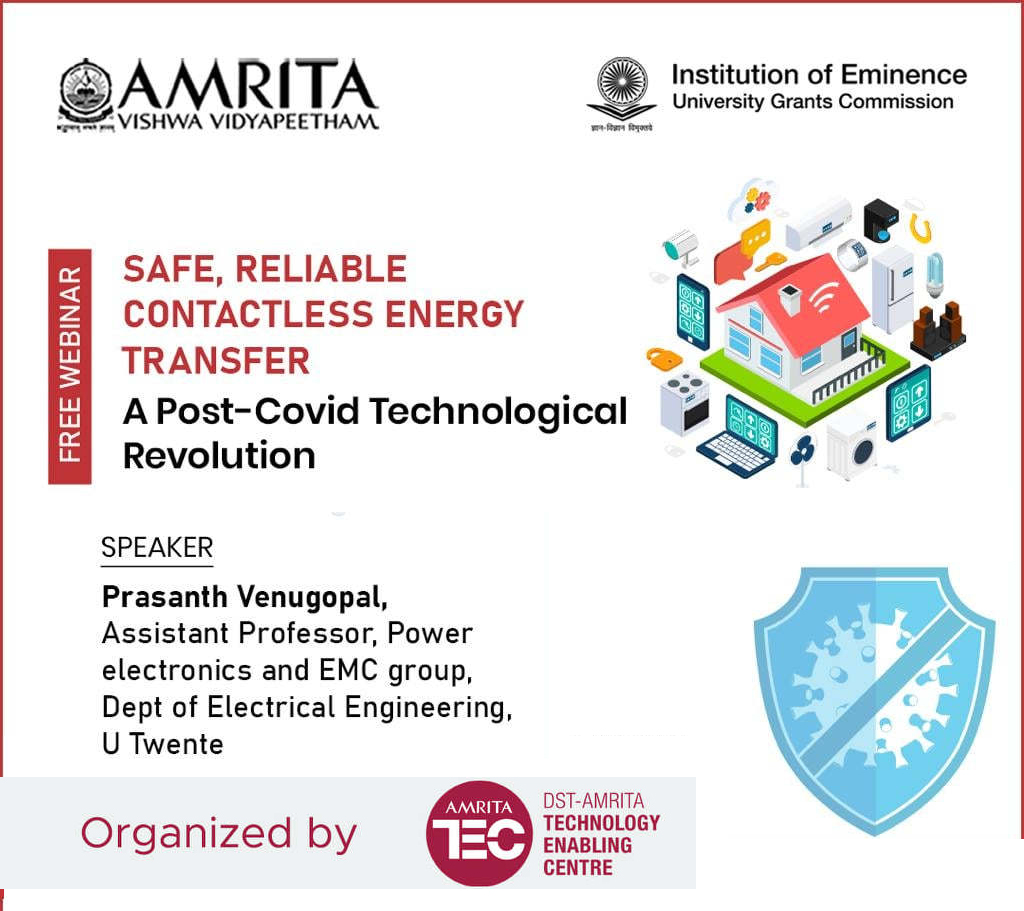 AMRITA
VISHWA VIDYAPEETHAM
Institution of Eminence
University Grants Commission
ज्ञान-विज्ञान विमुक्तये
FREE WEBINAR
SAFE, RELIABLE
CONTACTLESS ENERGY
TRANSFER
A Post-Covid Technological
Revolution
SPEAKER
Prasanth Venugopal,
Assistant Professor, Power
electronics and EMC group,
Dept of Electrical Engineering,
U Twente
Organized by
AMRITA
TEC
DST-AMRITA
TECHNOLOGY
ENABLING
CENTRE